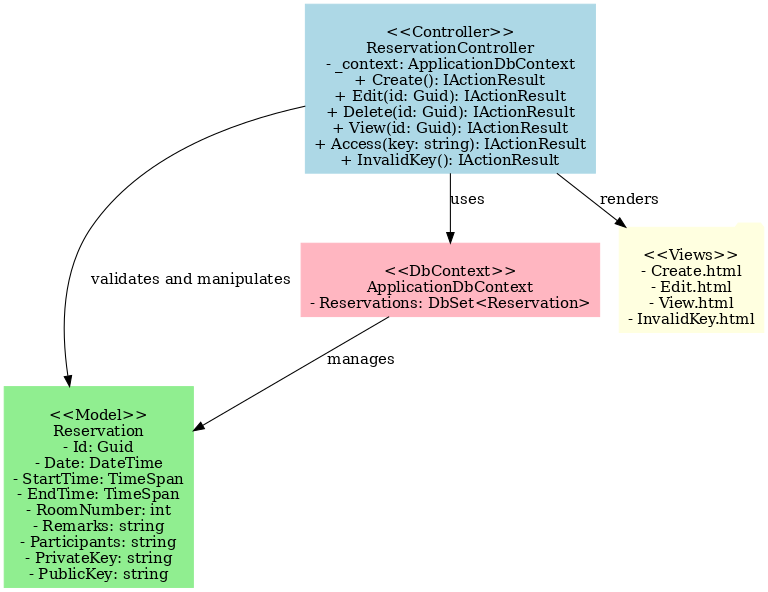 <<Controller>>
ReservationController
- _context: ApplicationDbContext
+ Create(): IActionResult
+ Edit(id: Guid): IActionResult
+ Delete(id: Guid): IActionResult
+ View(id: Guid): IActionResult
+ Access(key: string): IActionResult
+ InvalidKey(): IActionResult
uses
renders
validates and manipulates
<<DbContext>>
ApplicationDbContext
- Reservations: DbSet<Reservation>
<<Views>>
- Create.html
- Edit.html
- View.html
- InvalidKey.html
manages
<<Model>>
Reservation
- Id: Guid
- Date: DateTime
- StartTime: TimeSpan
- EndTime: TimeSpan
- RoomNumber: int
- Remarks: string
- Participants: string
- PrivateKey: string
- PublicKey: string